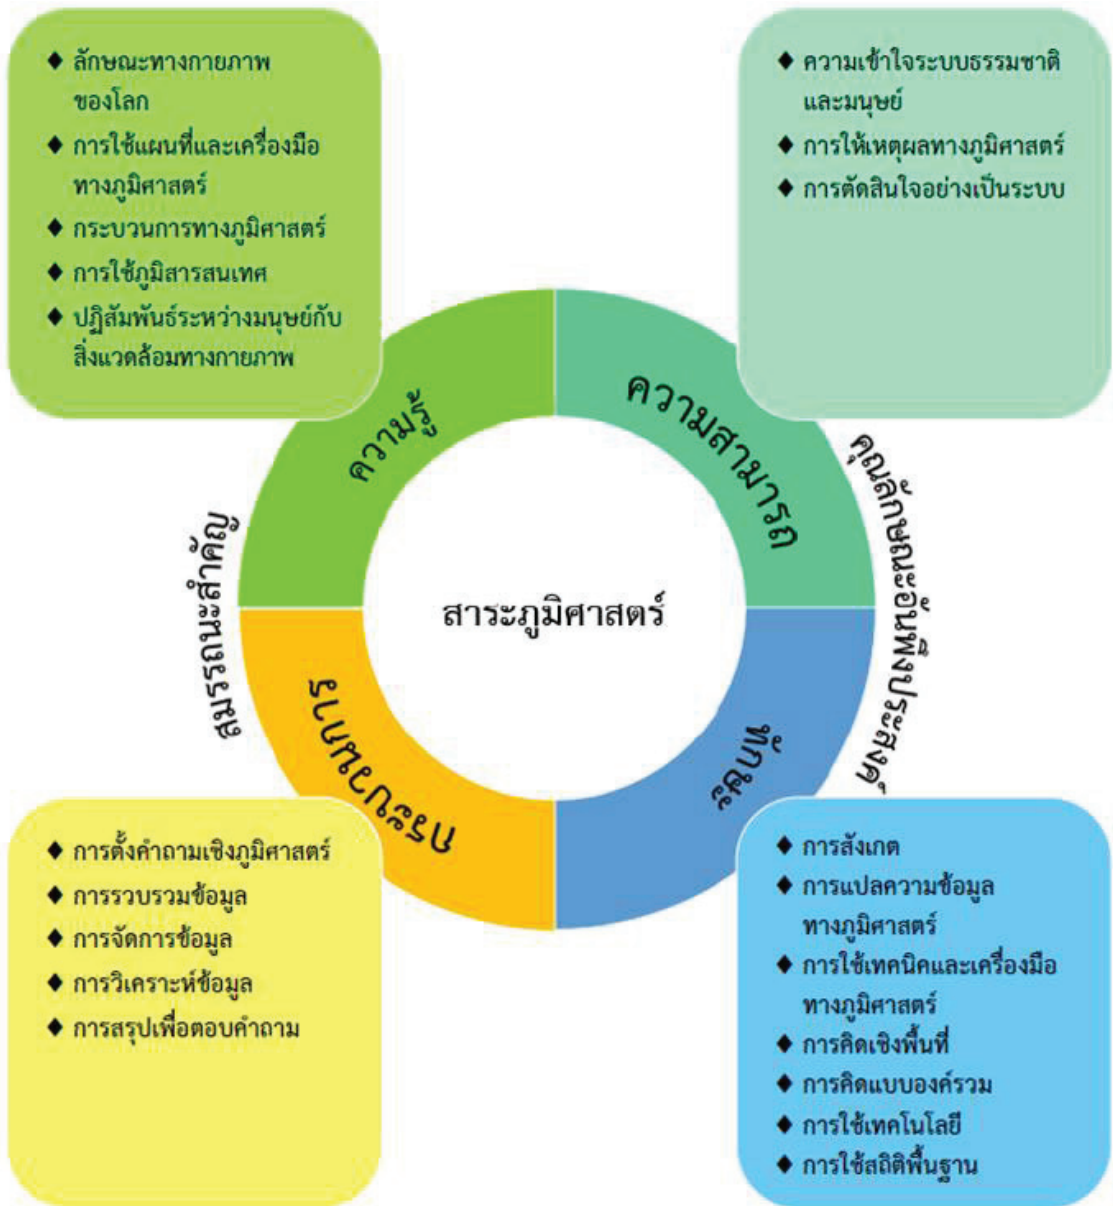 ◆ ลักษณะทางกายภาพ
ของโลก
◆ การใช้แผนที่และเครื่องมือ
ทางภูมิศาสตร์
◆ กระบวนการทางภูมิศาสตร์
◆ การใช้ภูมิสารสนเทศ
◆ ปฏิสัมพันธ์ระหว่างมนุษย์กับ
สิ่งแวดล้อมทางกายภาพ
◆ ความเข้าใจระบบธรรมชาติ
และมนุษย์
◆ การให้เหตุผลทางภูมิศาสตร์
◆ การตัดสินใจอย่างเป็นระบบ
ความรู้
ความสามารถ
สมรรถนะสำคัญ
สาระภูมิศาสตร์
คุณลักษณะอันพึงประสงค์
กระบวนการ
ทักษะ
◆ การตั้งคำถามเชิงภูมิศาสตร์
◆ การรวบรวมข้อมูล
◆ การจัดการข้อมูล
◆ การวิเคราะห์ข้อมูล
◆ การสรุปเพื่อตอบคำถาม
◆ การสังเกต
◆ การแปลความข้อมูล
ทางภูมิศาสตร์
◆ การใช้เทคนิคและเครื่องมือ
ทางภูมิศาสตร์
◆ การคิดเชิงพื้นที่
◆ การคิดแบบองค์รวม
◆ การใช้เทคโนโลยี
◆ การใช้สถิติพื้นฐาน